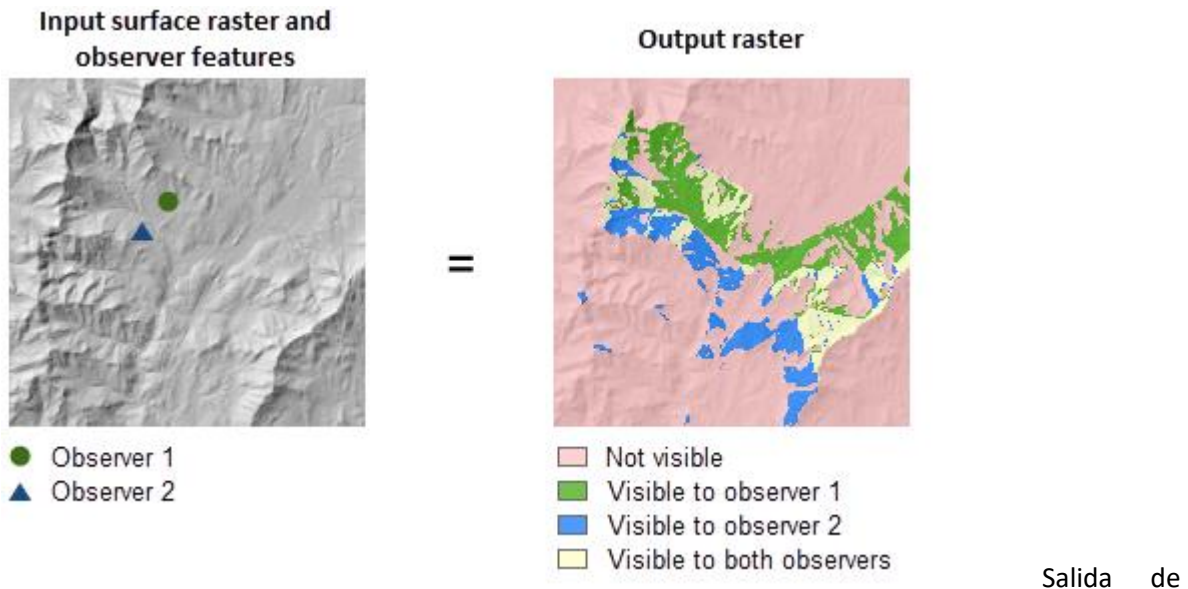 Input surface raster and
observer features
Output raster
=
Observer 1
Observer 2
Not visible
Visible to observer 1
Visible to observer 2
Visible to both observers
Salida de